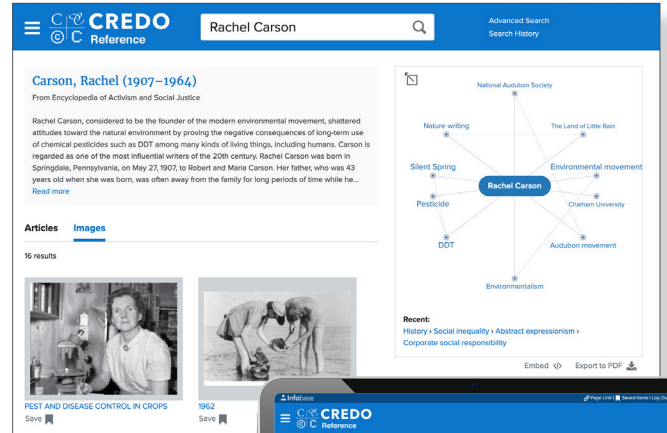 CREDO
Reference
Rachel Carson
Advanced Search
Search History
Carson, Rachel (1907–1964)
From Encyclopedia of Activism and Social Justice
Rachel Carson, considered to be the founder of the modern environmental movement, shattered
attitudes toward the natural environment by proving the negative consequences of long-term use
of chemical pesticides such as DDT among many kinds of living things, including humans. Carson is
regarded as one of the most influential writers of the 20th century. Rachel Carson was born in
Springdale, Pennsylvania, on May 27, 1907, to Robert and Maria Carson. Her father, who was 43
years old when she was born, was often away from the family for long periods of time while he...
Read more
Articles Images
16 results
PEST AND DISEASE CONTROL IN CROPS
Save
1962
Save
National Audubon Society
Nature writing
The Land of Little Rain
Silent Spring
Environmental movement
Rachel Carson
Pesticide
Chatham University
DDT
Audubon movement
Environmentalism
Recent:
History › Social inequality › Abstract expressionism ›
Corporate social responsibility
Embed </> Export to PDF
Infobase
Page Link | Saved Items | Log Ou
CREDO
Reference